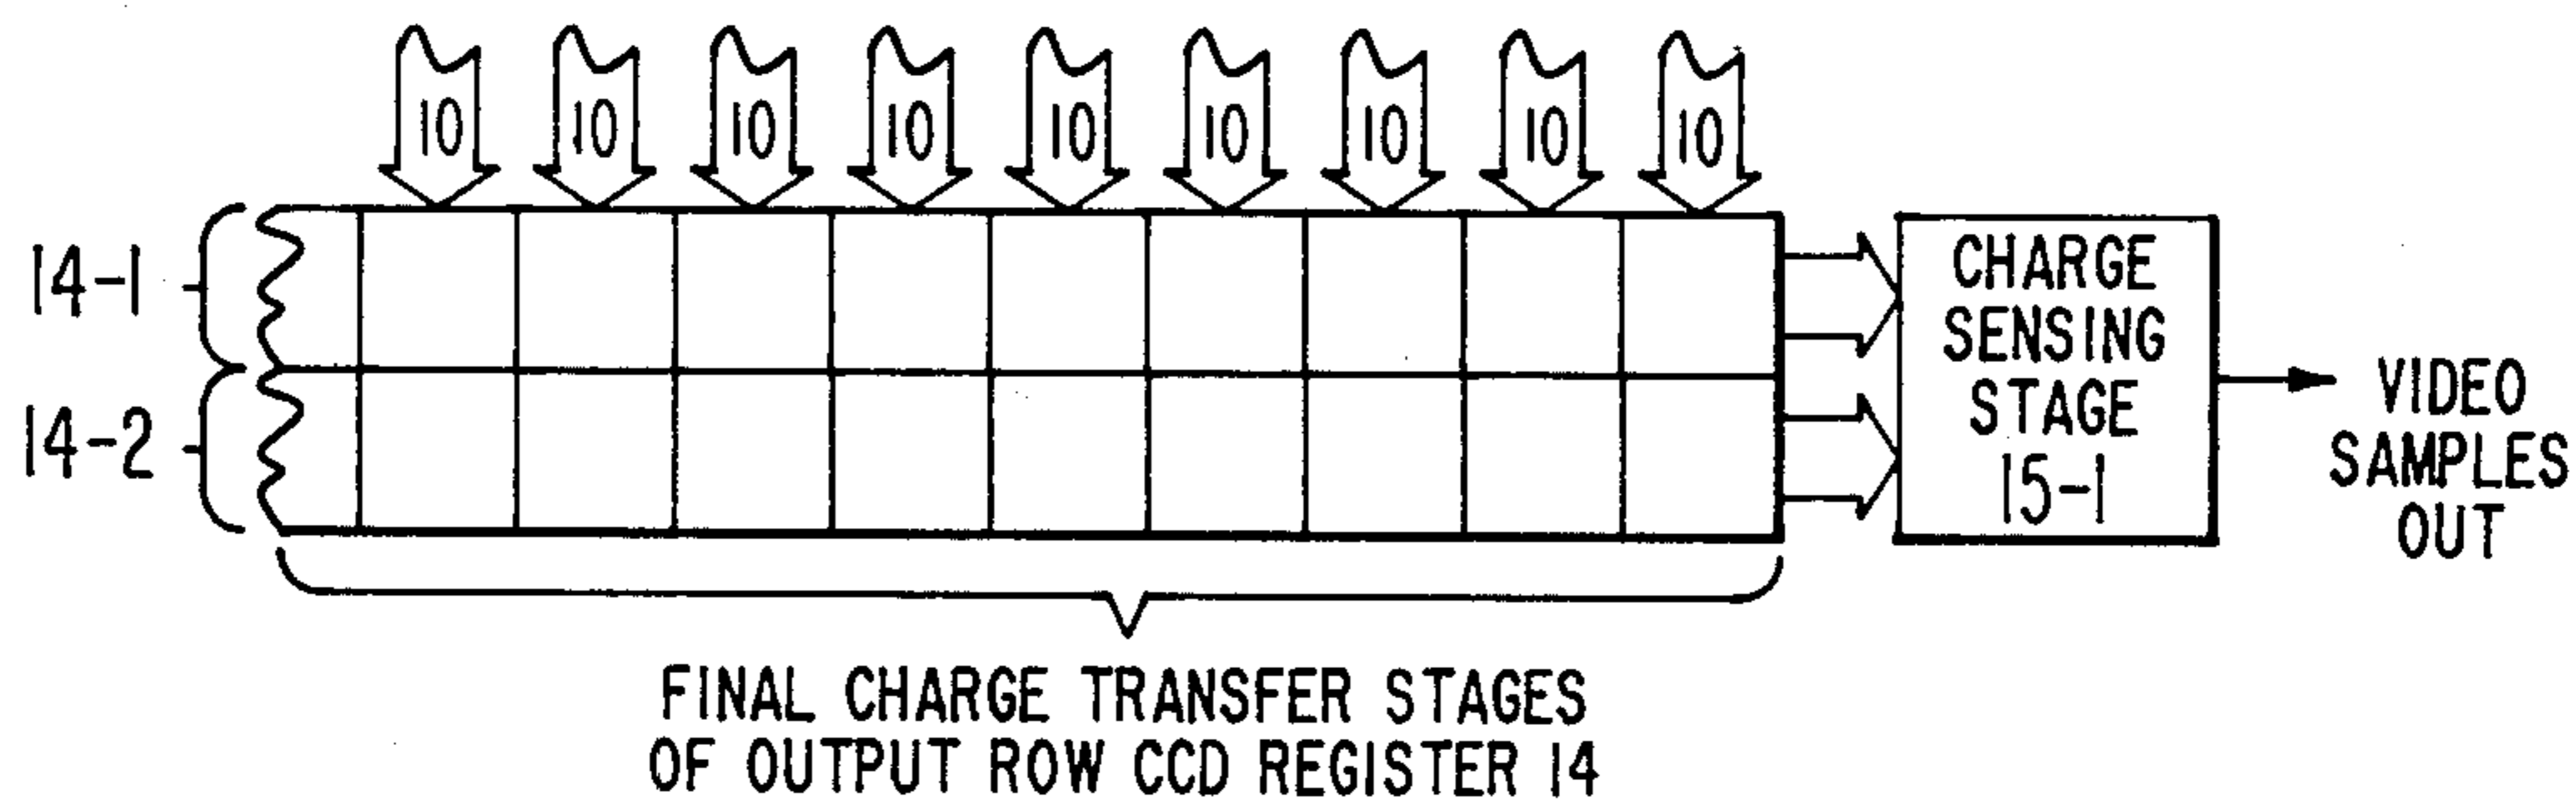 10 10 10 10 10 10 10 10 10
14-1
14-2
CHARGE
SENSING
STAGE
15-1
VIDEO
SAMPLES
OUT
FINAL CHARGE TRANSFER STAGES
OF OUTPUT ROW CCD REGISTER 14